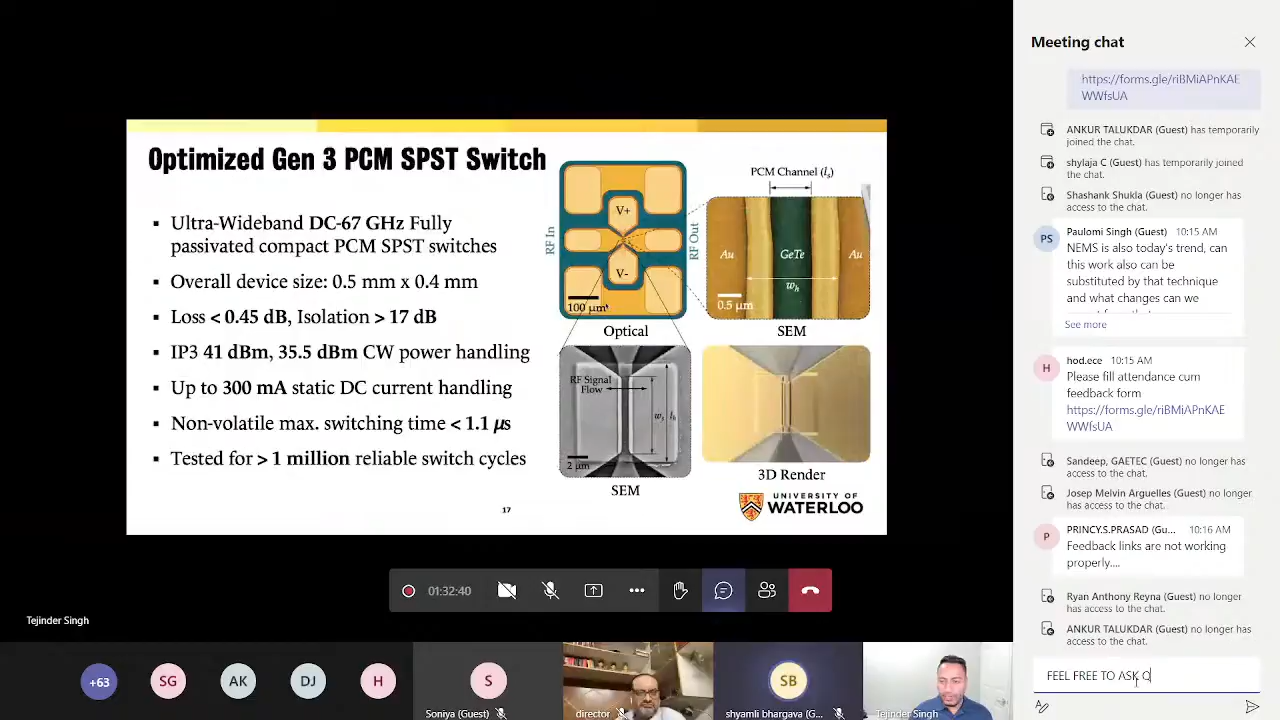 Optimized Gen 3 PCM SPST Switch
▪ Ultra-Wideband DC-67 GHz Fully
passivated compact PCM SPST switches
▪ Overall device size: 0.5 mm x 0.4 mm
▪ Loss < 0.45 dB, Isolation > 17 dB
▪ IP3 41 dBm, 35.5 dBm CW power handling
▪ Up to 300 mA static DC current handling
▪ Non-volatile max. switching time < 1.1 µs
▪ Tested for > 1 million reliable switch cycles
RF In
V+
V-
RF Out
100 µm
Optical
PCM Channel (ls)
Au
GeTe
Au
wh
0.5 µm
SEM
RF Signal
Flow
ws
lh
2 µm
SEM
3D Render
17
UNIVERSITY OF
WATERLOO
01:32:40
Tejinder Singh
+63
SG
AK
DJ
H
S
Soniya (Guest)
director
SB
shyamli bhargava (G...
Tejinder Singh
Meeting chat
https://forms.gle/riBMiAPnKAE
WWfsUA
ANKUR TALUKDAR (Guest) has temporarily
joined the chat.
shylaja C (Guest) has temporarily joined
the chat.
Shashank Shukla (Guest) has temporarily
joined the chat.
PS
Paulomi Singh (Guest) 10:15 AM
NEMS is also today's trend, can
this work also can be
substituted by that technique
and what changes can we
See more
H
hod.ece 10:15 AM
Please fill attendance cum
feedback form
https://forms.gle/riBMiAPnKAE
WWfsUA
Sandeep, GAETEC (Guest) no longer
has access to the chat.
Josep Melvin Arguelles (Guest) no longer
has access to the chat.
P
PRINCY.S.PRASAD (Gu... 10:16 AM
Feedback link is not working
properly....
Ryan Anthony Reyna (Guest) no longer
has access to the chat.
ANKUR TALUKDAR (Guest) no longer has
access to the chat.
FEEL FREE TO ASK Q